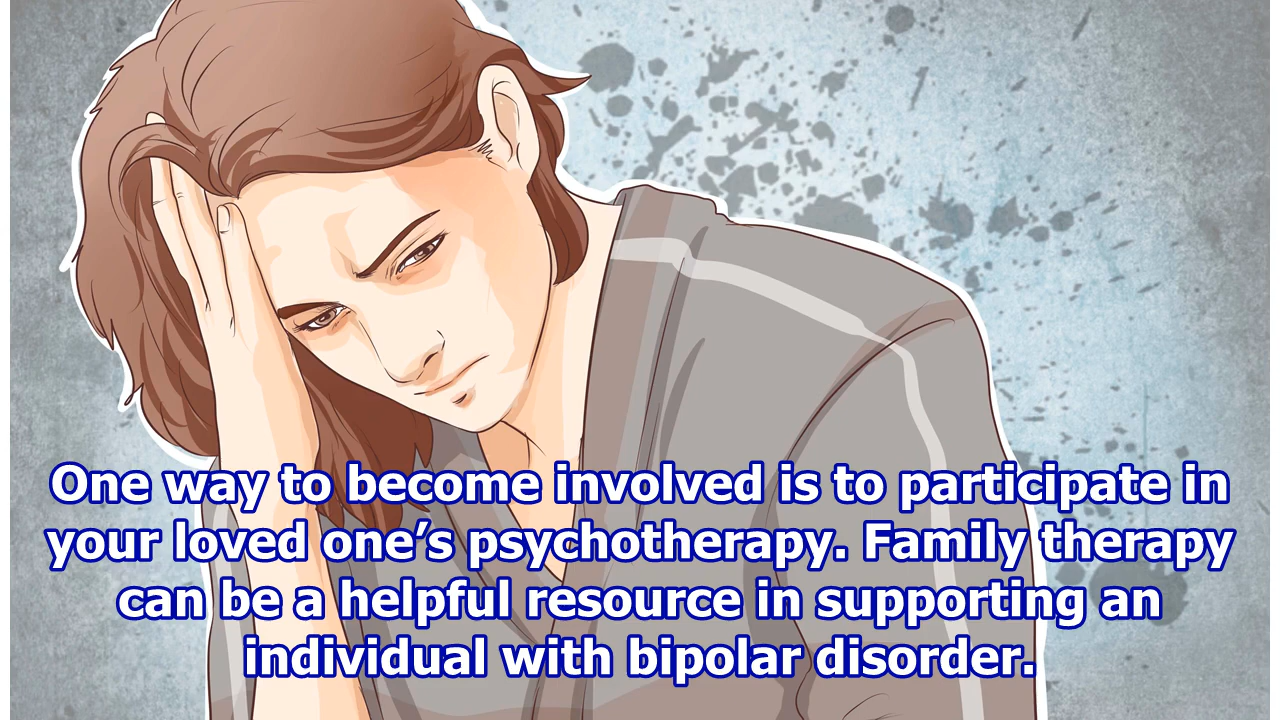 One way to become involved is to participate in
your loved one’s psychotherapy. Family therapy
can be a helpful resource in supporting an
individual with bipolar disorder.